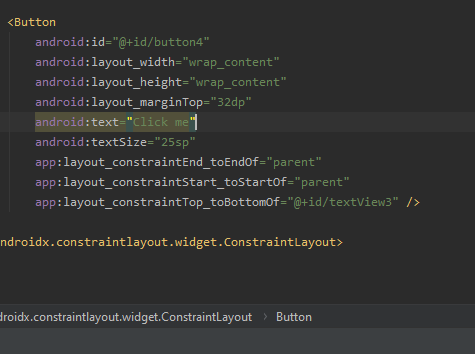 <Button
android:id="@+id/button4"
android:layout_width="wrap_content"
android:layout_height="wrap_content"
android:layout_marginTop="32dp"
android:text="Click me"
android:textSize="25sp"
app:layout_constraintEnd_toEndOf="parent"
app:layout_constraintStart_toStartOf="parent"
app:layout_constraintTop_toBottomOf="@+id/textView3" />
ndroidx.constraintlayout.widget.ConstraintLayout>
droidx.constraintlayout.widget.ConstraintLayout › Button